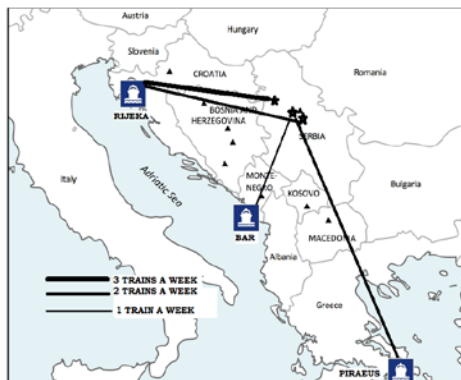 Hungary
Slovenia
Romania
CROATIA
RIJEKA
BOSNIA AND
HERZEGOVINA
SERBIA
Adriatic Sea
Italy
MONTE-
NEGRO
KOSOVO
Bulgaria
BAR
MACEDONIA
Albania
3 TRAINS A WEEK
2 TRAINS A WEEK
1 TRAIN A WEEK
Greece
PIRAEUS